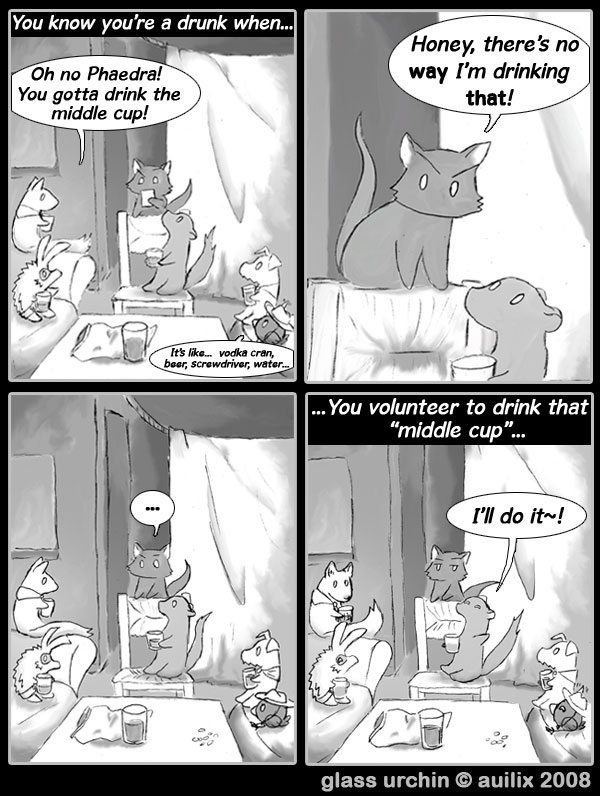 You know you're a drunk when...
Oh no Phaedra!
You gotta drink the
middle cup!
It's like... vodka cran,
beer, screwdriver, water...
Honey, there's no
way I'm drinking
that!
...
...You volunteer to drink that
"middle cup"...
I'll do it~!
glass urchin © auilix 2008